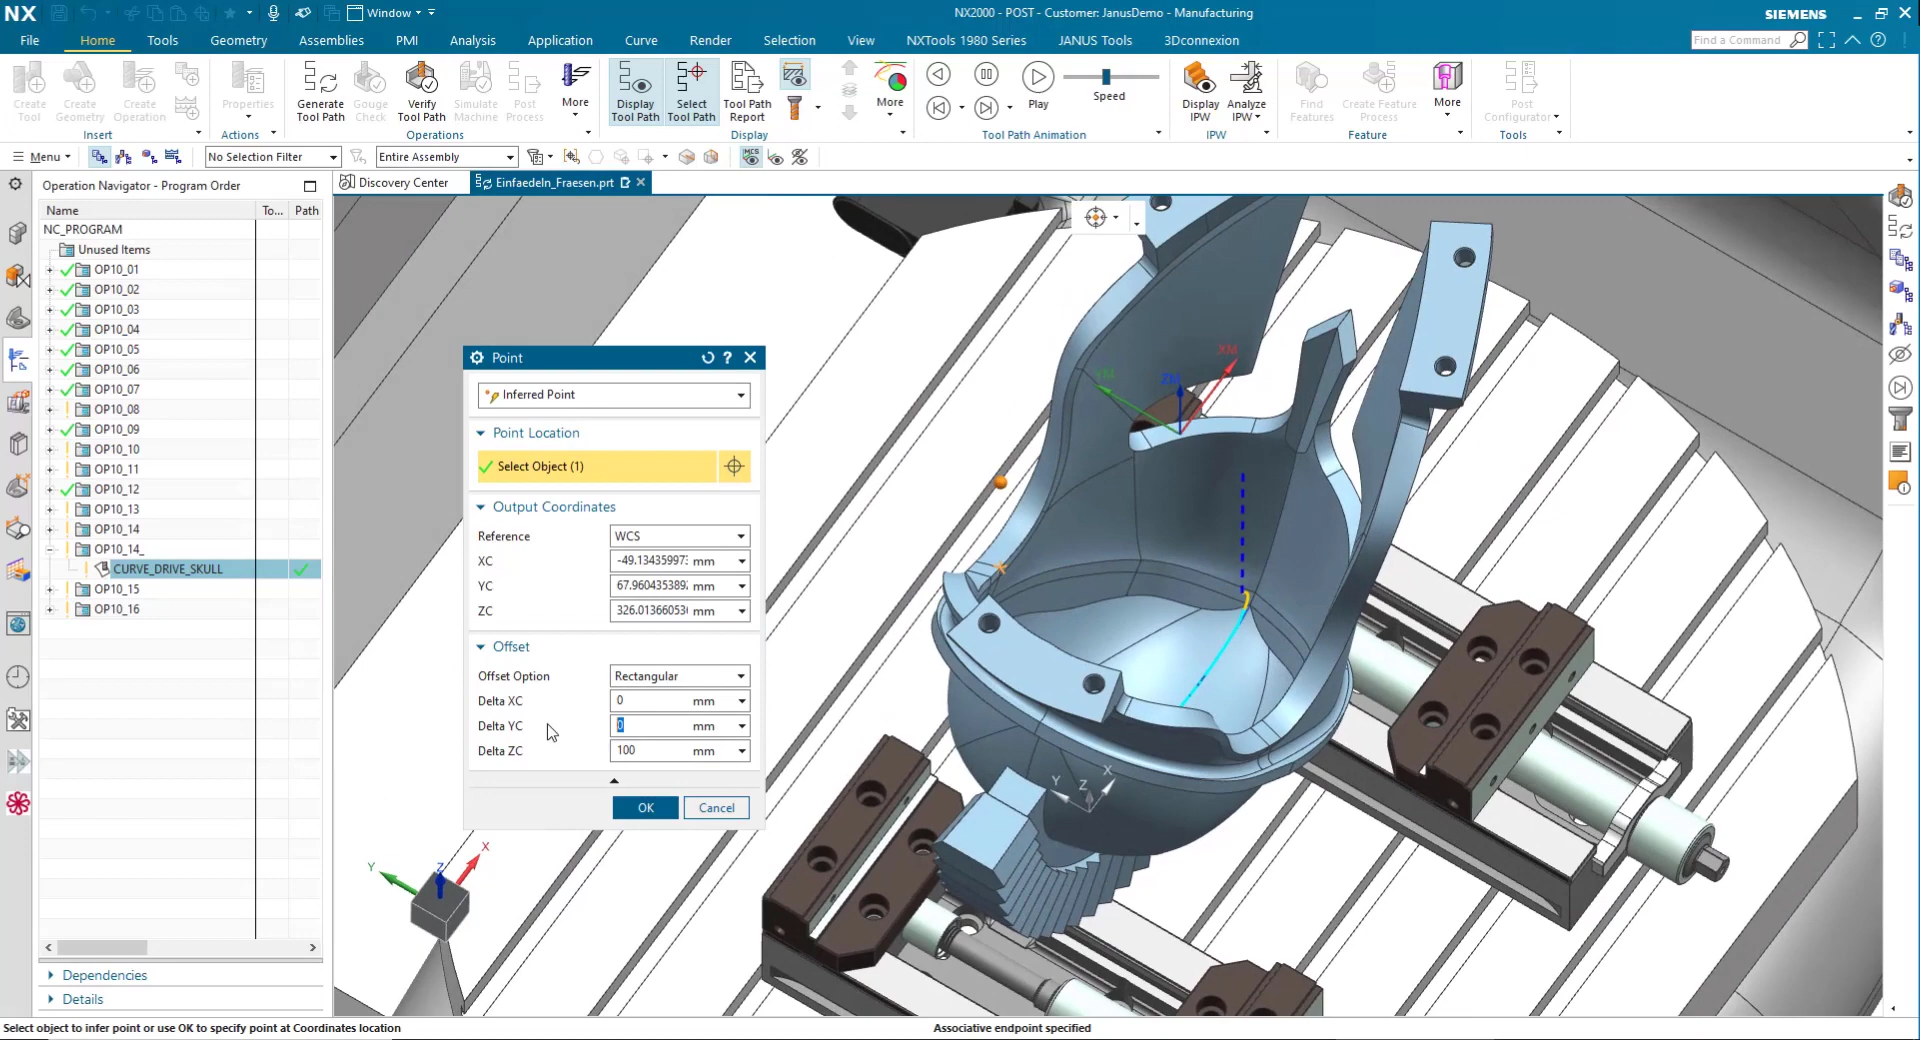 NX
Window
NX2000 - POST - Customer: JanusDemo - Manufacturing
SIEMENS
File
Home
Tools
Geometry
Assemblies
PMI
Analysis
Application
Curve
Render
Selection
View
NXTools 1980 Series
JANUS Tools
3Dconnexion
Find a Command
Create Tool
Create Geometry
Create Operation
Insert
Properties
Actions
Generate Tool Path
Gouge Check
Verify Tool Path
Simulate Machine
Post Process
More
Operations
Display Tool Path
Select Tool Path
Tool Path Report
More
Display
Play
Speed
Tool Path Animation
Display IPW
Analyze IPW
IPW
Find Features
Create Feature Process
More
Feature
Post Configurator
Tools
Menu
No Selection Filter
Entire Assembly
MCS
Operation Navigator - Program Order
Discovery Center
Einfaedeln_Fraesen.prt
Name
To...
Path
NC_PROGRAM
Unused Items
OP10_01
OP10_02
OP10_03
OP10_04
OP10_05
OP10_06
OP10_07
OP10_08
OP10_09
OP10_10
OP10_11
OP10_12
OP10_13
OP10_14
OP10_14_
CURVE_DRIVE_SKULL
OP10_15
OP10_16
Dependencies
Details
Point
Inferred Point
Point Location
Select Object (1)
Output Coordinates
Reference
WCS
XC
-49.13435997
mm
YC
67.9604353892
mm
ZC
326.01366053
mm
Offset
Offset Option
Rectangular
Delta XC
0
mm
Delta YC
0
mm
Delta ZC
100
mm
OK
Cancel
XM
YM
ZM
X
Y
Z
X
Y
Z
Select object to infer point or use OK to specify point at Coordinates location
Associative endpoint specified